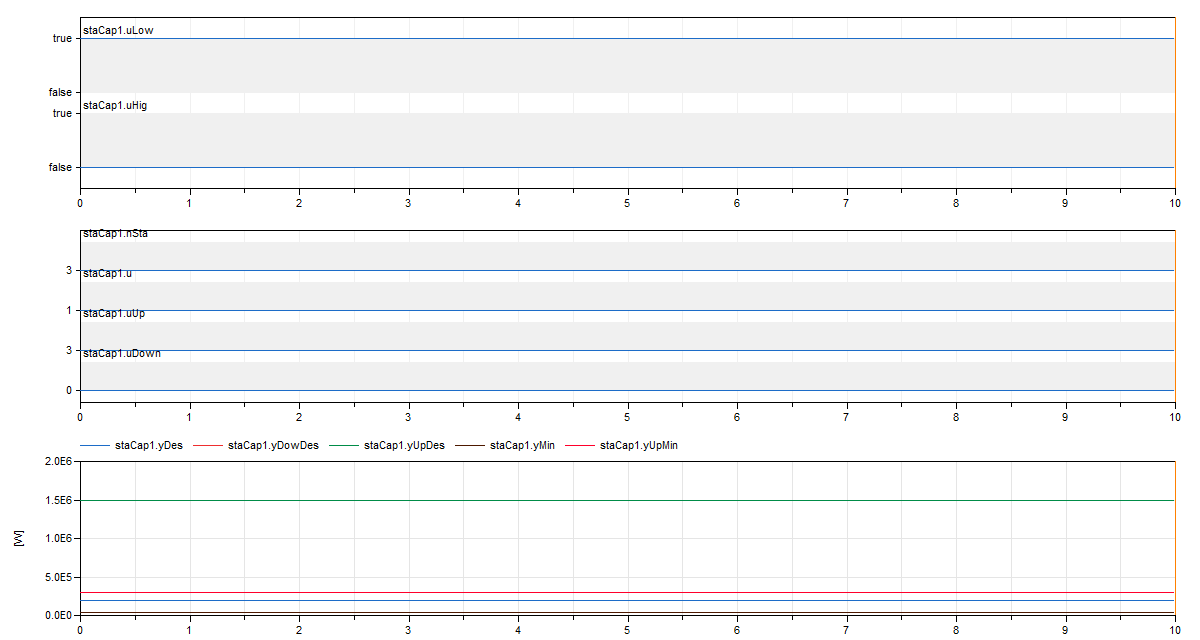 staCap1.uLow
true
false
staCap1.uHig
true
false
0 1 2 3 4 5 6 7 8 9 10
staCap1.nSta
3
staCap1.u
1
staCap1.uUp
3
staCap1.uDown
0
0 1 2 3 4 5 6 7 8 9 10
staCap1.yDes staCap1.yDowDes staCap1.yUpDes staCap1.yMin staCap1.yUpMin
2.0E6
1.5E6
1.0E6
5.0E5
0.0E0
[W]
0 1 2 3 4 5 6 7 8 9 10